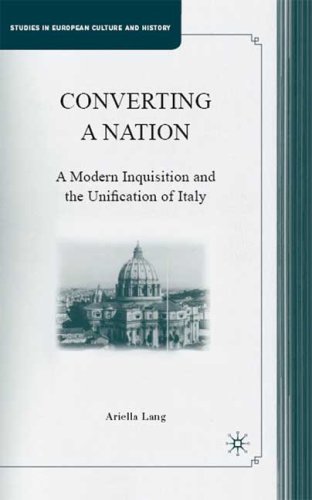 STUDIES IN EUROPEAN CULTURE AND HISTORY
CONVERTING
A NATION
A Modern Inquisition and
the Unification of Italy
Ariella Lang